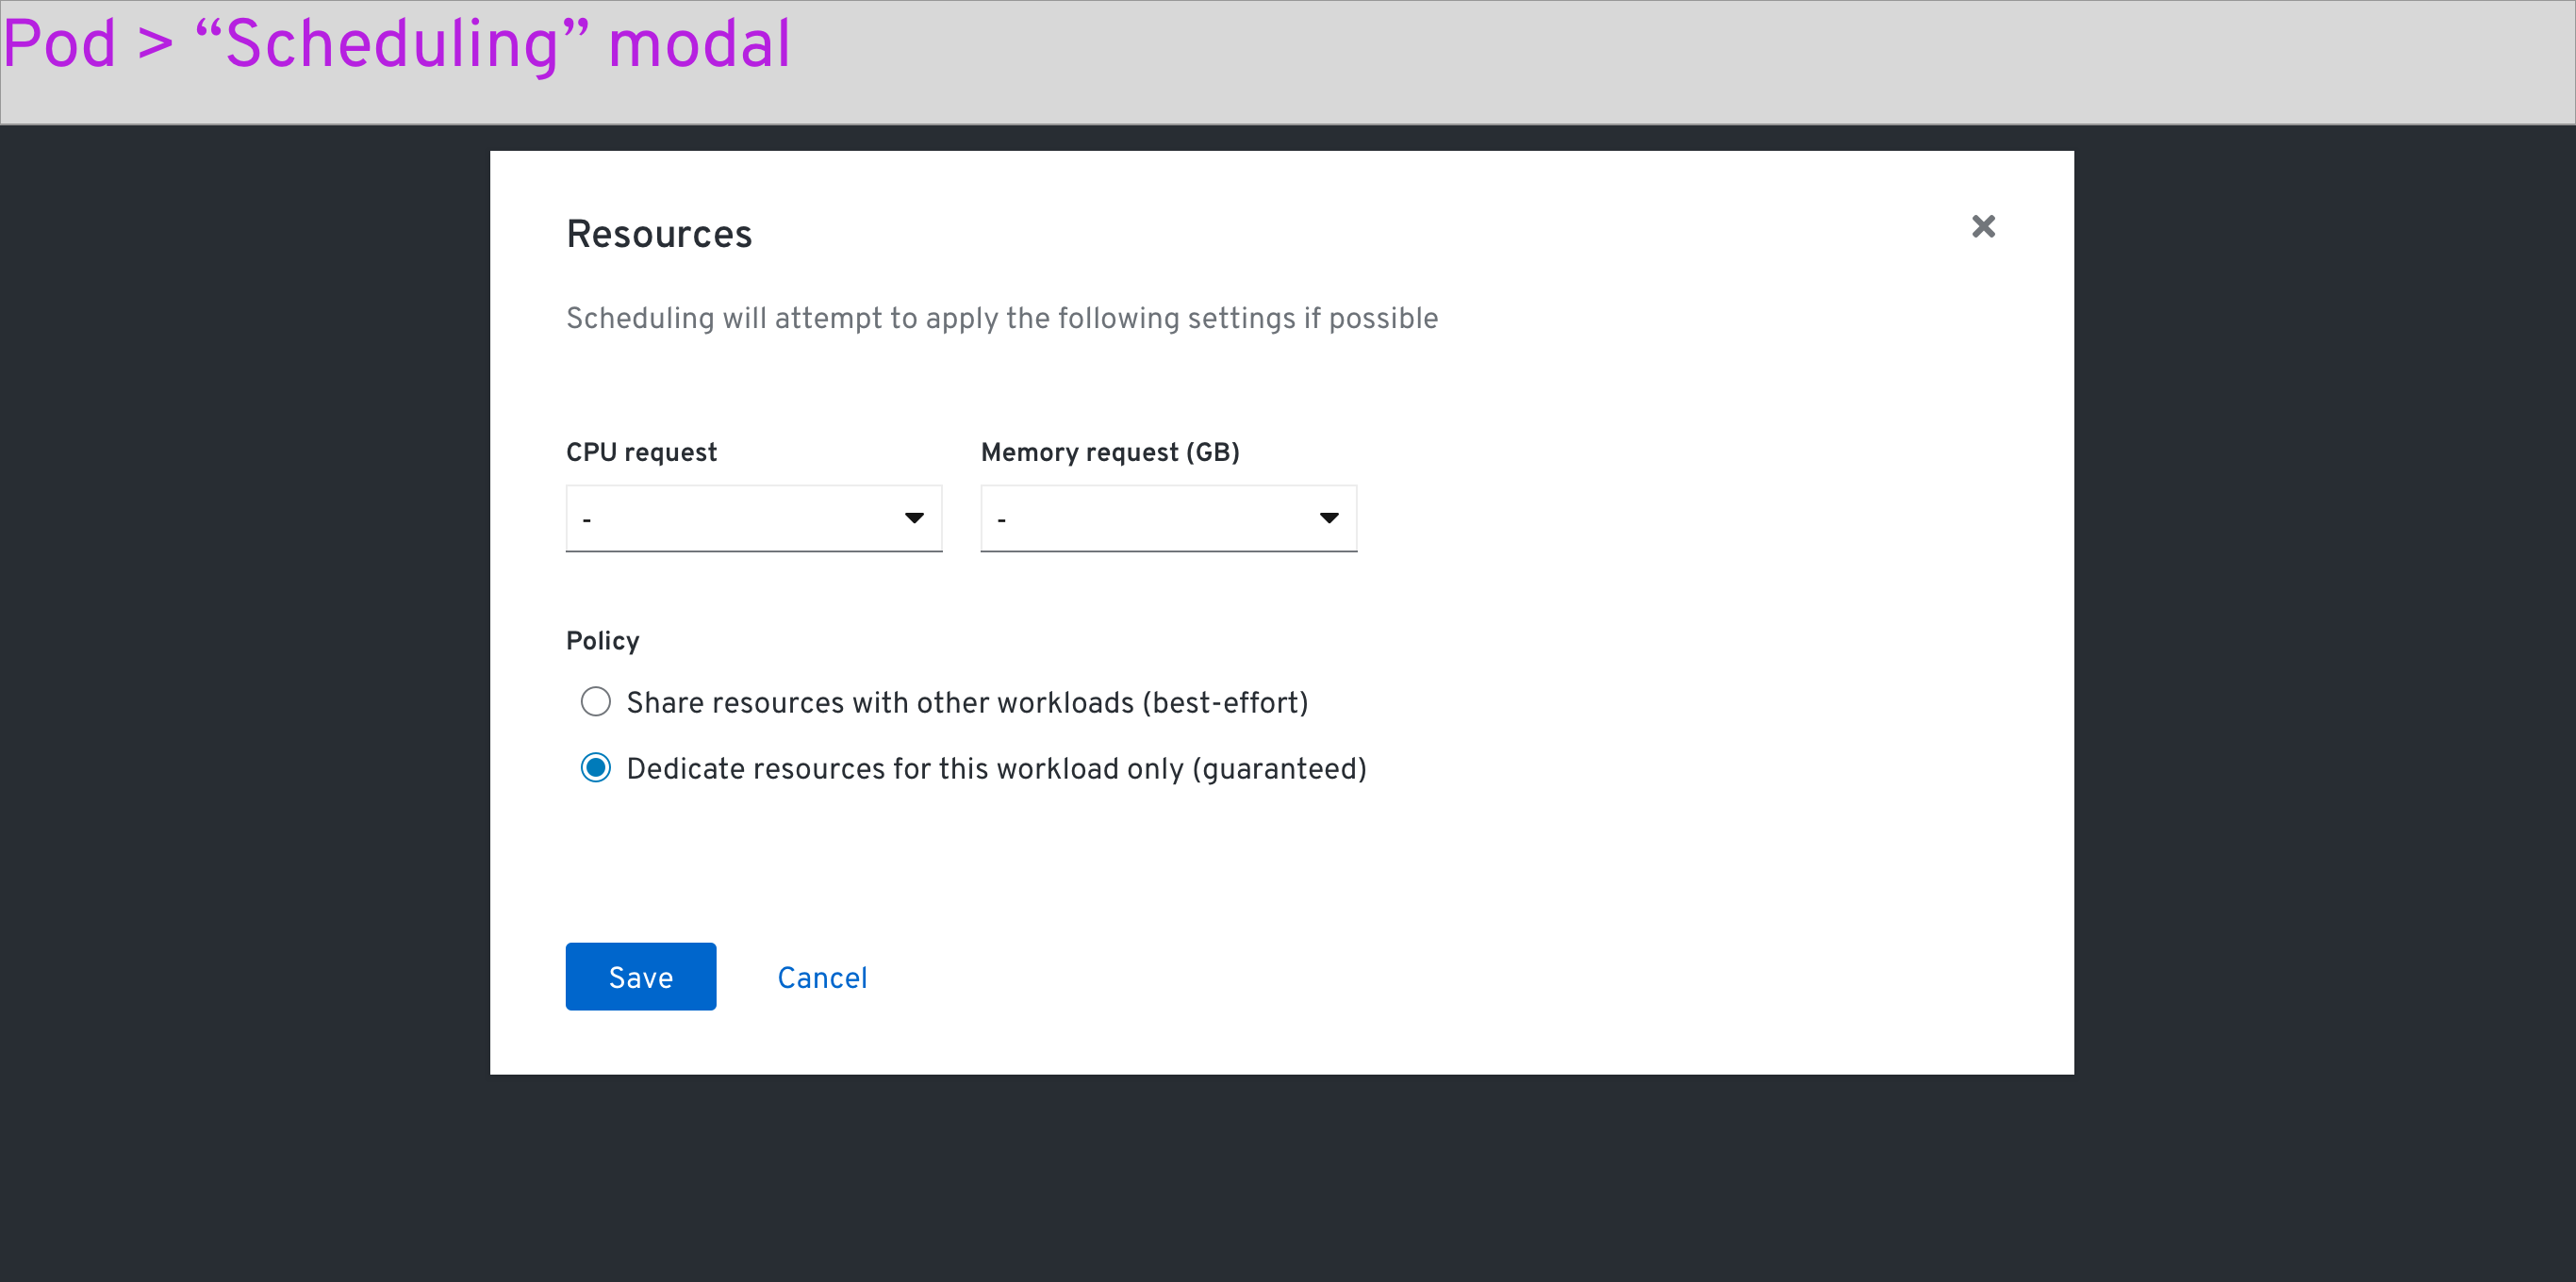 Pod > “Scheduling” modal
Resources
Scheduling will attempt to apply the following settings if possible
CPU request
Memory request (GB)
-
-
Policy
Share resources with other workloads (best-effort)
Dedicate resources for this workload only (guaranteed)
Save
Cancel